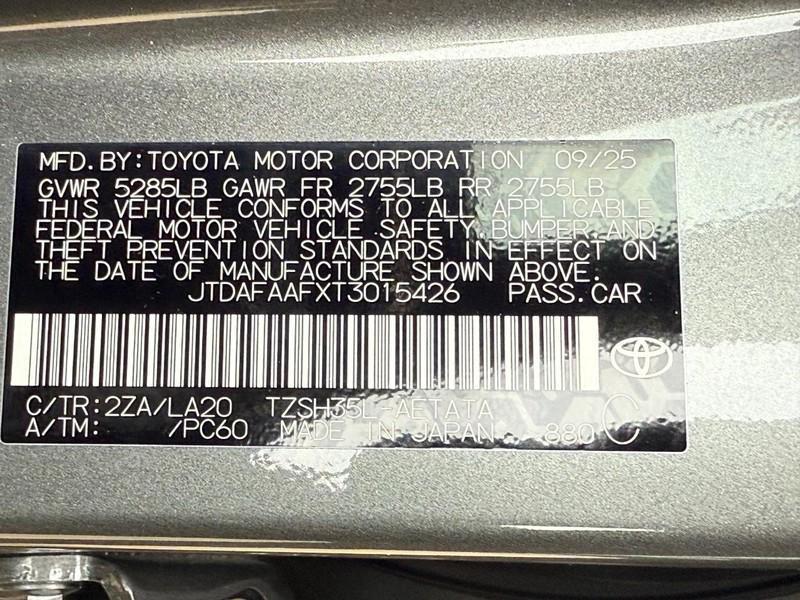 MFD.BY:TOYOTA MOTOR CORPORATION 09/25
GVWR 5285LB GAWR FR 2755LB RR 2755LB
THIS VEHICLE CONFORMS TO ALL APPLICABLE
FEDERAL MOTOR VEHICLE SAFETY, BUMPER AND
THEFT PREVENTION STANDARDS IN EFFECT ON
THE DATE OF MANUFACTURE SHOWN ABOVE.
JTDAFAAFXT3015426 PASS.CAR
C/TR:2ZA/LA20 TZSH35L-AETATA
A/TM: /PC60 MADE IN JAPAN 880 C